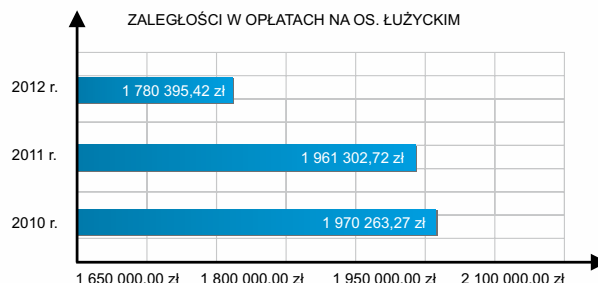 ZALEGŁOŚCI W OPŁATACH NA OS. ŁUŻYCKIM
2012 r.
1 780 395,42 zł
2011 r.
1 961 302,72 zł
2010 r.
1 970 263,27 zł
1 650 000,00 zł 1 800 000,00 zł 1 950 000,00 zł 2 100 000,00 zł